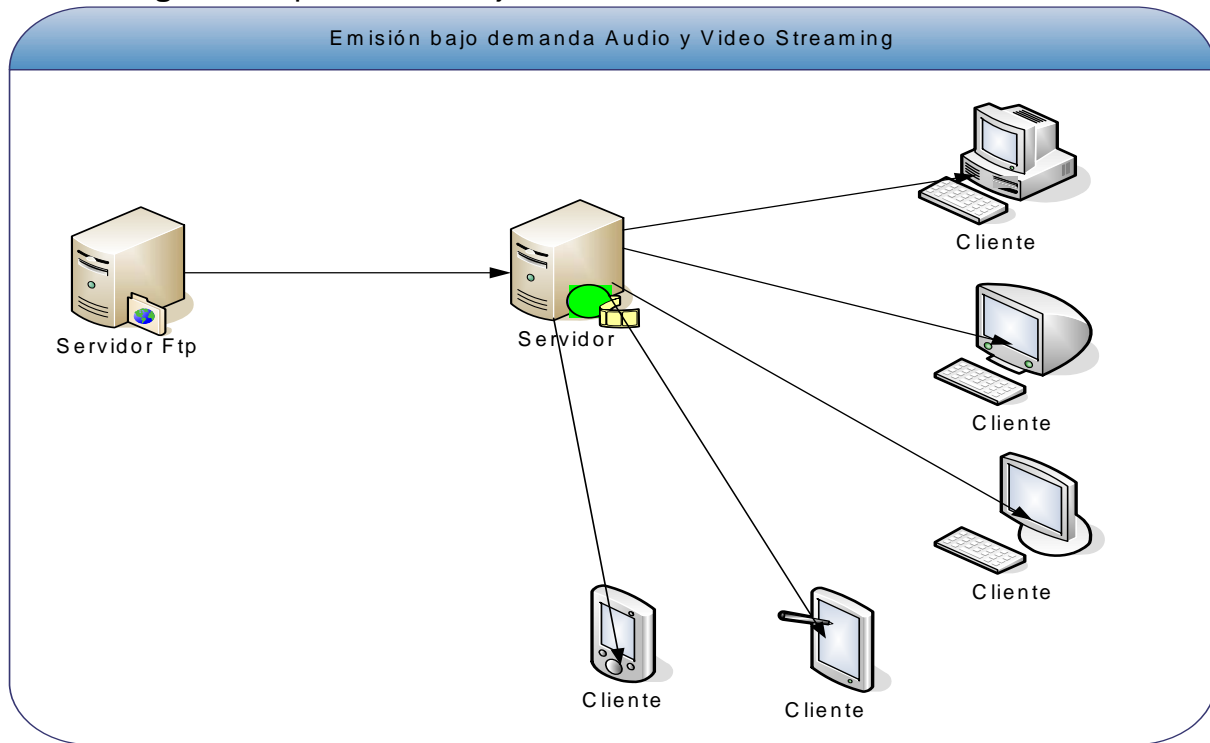 Emisión bajo demanda Audio y Video Streaming
Cliente
Servidor Ftp
Servidor
Cliente
Cliente
Cliente
Cliente